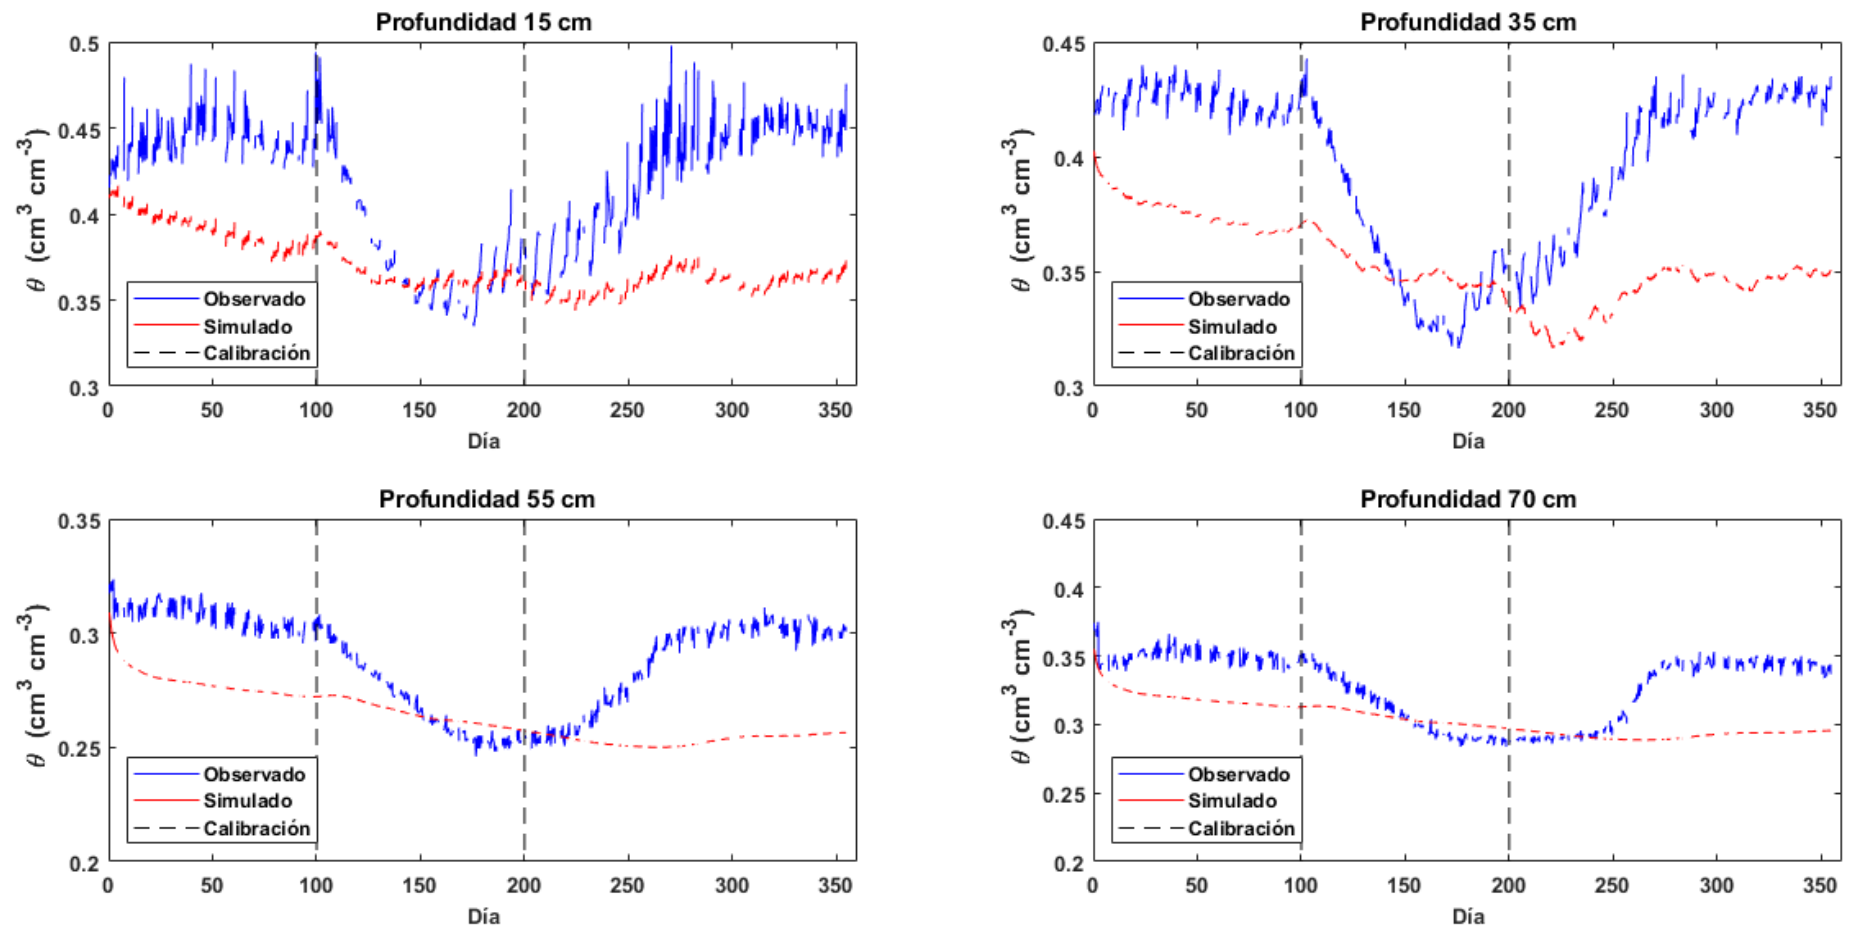 Profundidad 15 cm
0.5
0.45
0.4
0.35
0.3
θ (cm³ cm⁻³)
Observado
Simulado
Calibración
0 50 100 150 200 250 300 350
Día
Profundidad 35 cm
0.45
0.4
0.35
0.3
θ (cm³ cm⁻³)
Observado
Simulado
Calibración
0 50 100 150 200 250 300 350
Día
Profundidad 55 cm
0.35
0.3
0.25
0.2
θ (cm³ cm⁻³)
Observado
Simulado
Calibración
0 50 100 150 200 250 300 350
Día
Profundidad 70 cm
0.45
0.4
0.35
0.3
0.25
0.2
θ (cm³ cm⁻³)
Observado
Simulado
Calibración
0 50 100 150 200 250 300 350
Día